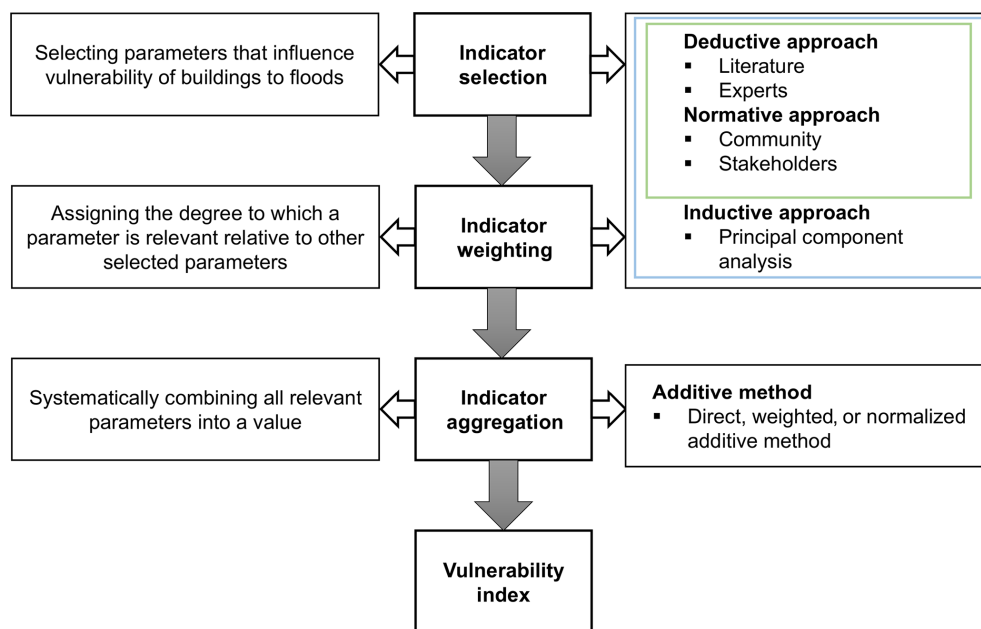 Selecting parameters that influence
vulnerability of buildings to floods
Indicator
selection
Deductive approach
▪ Literature
▪ Experts
Normative approach
▪ Community
▪ Stakeholders
Assigning the degree to which a
parameter is relevant relative to other
selected parameters
Indicator
weighting
Inductive approach
▪ Principal component
analysis
Systematically combining all relevant
parameters into a value
Indicator
aggregation
Additive method
▪ Direct, weighted, or normalized
additive method
Vulnerability
index